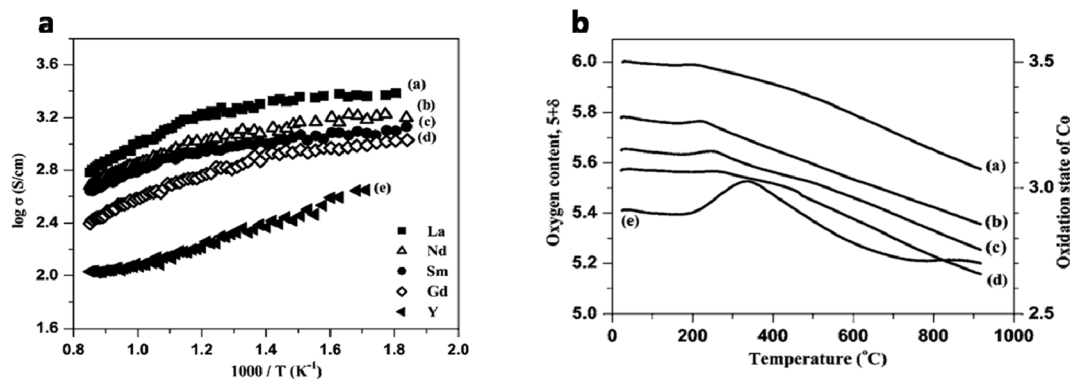 a
3.6
3.2
2.8
2.4
2.0
1.6
log σ (S/cm)
(a)
(b)
(c)
(d)
(e)
La
Nd
Sm
Gd
Y
0.8 1.0 1.2 1.4 1.6 1.8 2.0
1000 / T (K⁻¹)
b
6.0
5.8
5.6
5.4
5.2
5.0
Oxygen content, 5+δ
3.5
3.0
2.5
Oxidation state of Co
(a)
(b)
(c)
(d)
(e)
0 200 400 600 800 1000
Temperature (°C)